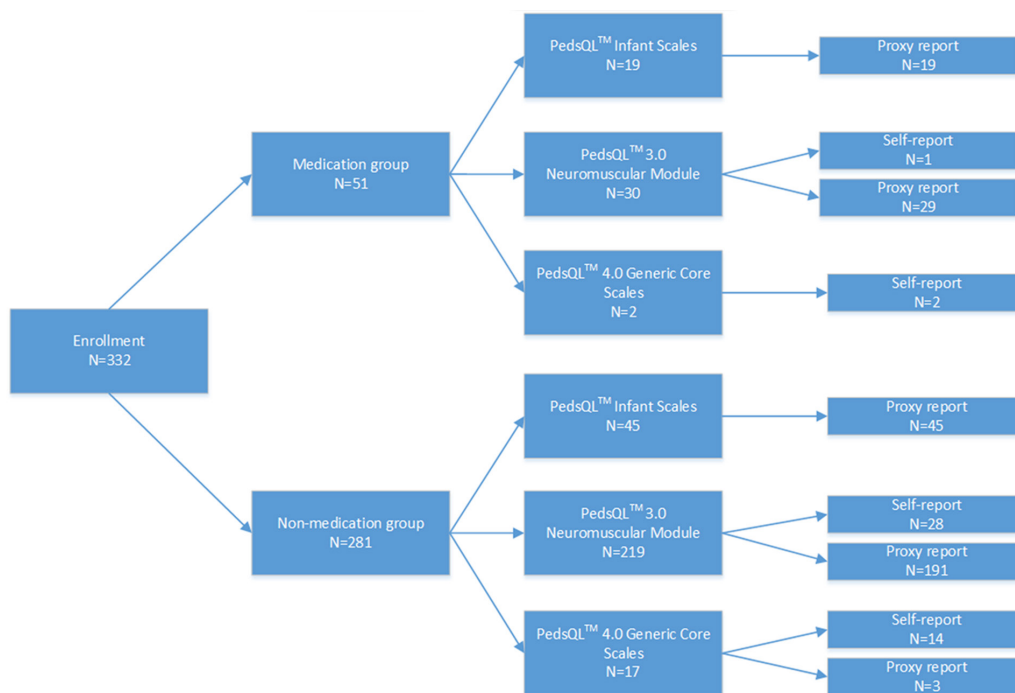 Enrollment
N=332
Medication group
N=51
PedsQL™ Infant Scales
N=19
Proxy report
N=19
PedsQL™ 3.0
Neuromuscular Module
N=30
Self-report
N=1
Proxy report
N=29
PedsQL™ 4.0 Generic Core
Scales
N=2
Self-report
N=2
Non-medication group
N=281
PedsQL™ Infant Scales
N=45
Proxy report
N=45
PedsQL™ 3.0
Neuromuscular Module
N=219
Self-report
N=28
Proxy report
N=191
PedsQL™ 4.0 Generic Core
Scales
N=17
Self-report
N=14
Proxy report
N=3